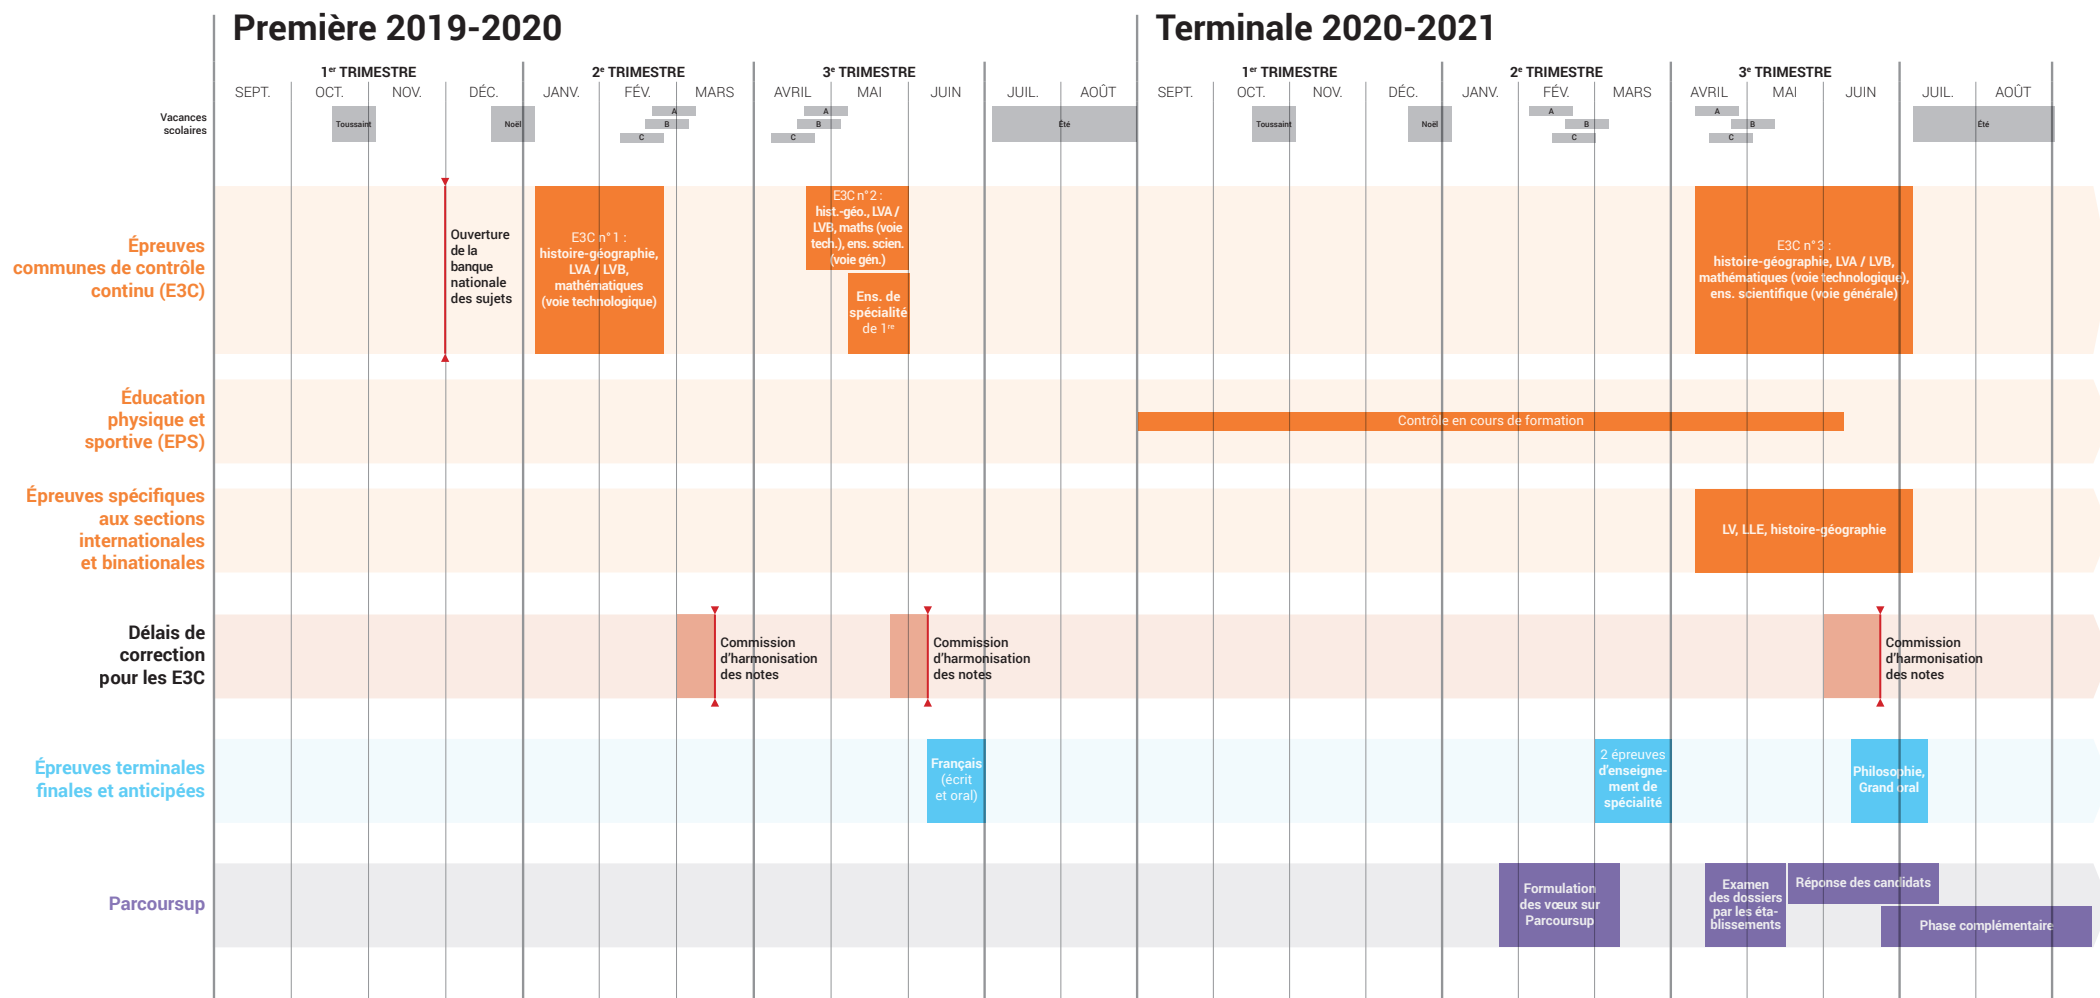 Première 2019-2020
Terminale 2020-2021
1er TRIMESTRE
2e TRIMESTRE
3e TRIMESTRE
1er TRIMESTRE
2e TRIMESTRE
3e TRIMESTRE
SEPT.
OCT.
NOV.
DÉC.
JANV.
FÉV.
MARS
AVRIL
MAI
JUIN
JUIL.
AOÛT
SEPT.
OCT.
NOV.
DÉC.
JANV.
FÉV.
MARS
AVRIL
MAI
JUIN
JUIL.
AOÛT
Vacances
scolaires
Toussaint
Noël
A
B
C
A
B
C
Été
Toussaint
Noël
A
B
C
A
B
C
Été
Épreuves
communes de contrôle
continu (E3C)
Ouverture
de la
banque
nationale
des sujets
E3C n°1 :
histoire-géographie,
LVA / LVB,
mathématiques
(voie technologique)
E3C n°2 :
hist.-géo., LVA /
LVB, maths (voie
tech.), ens. scien.
(voie gén.)
Ens. de
spécialité
de 1re
E3C n°3 :
histoire-géographie, LVA / LVB,
mathématiques (voie technologique),
ens. scientifique (voie générale)
Éducation
physique et
sportive (EPS)
Contrôle en cours de formation
Épreuves spécifiques
aux sections
internationales
et binationales
LV, LLE, histoire-géographie
Délais de
correction
pour les E3C
Commission
d'harmonisation
des notes
Commission
d'harmonisation
des notes
Commission
d'harmonisation
des notes
Épreuves terminales
finales et anticipées
Français
(écrit
et oral)
2 épreuves
d'enseigne-
ment de
spécialité
Philosophie,
Grand oral
Parcoursup
Formulation
des vœux sur
Parcoursup
Examen
des dossiers
par les éta-
blissements
Réponse des candidats
Phase complémentaire